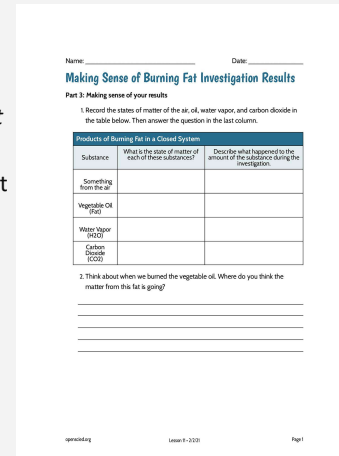 t
t
Name: Date:
Making Sense of Burning Fat Investigation Results
Part 3: Making sense of your results
1. Record the states of matter of the air, oil, water vapor, and carbon dioxide in
the table below. Then answer the question in the last column.
Products of Burning Fat in a Closed System
Substance
What is the state of matter of
each of these substances?
Describe what happened to the
amount of the substance during the
investigation.
Something
from the air
Vegetable Oil
(Fat)
Water Vapor
(H2O)
Carbon
Dioxide
(CO2)
2. Think about when we burned the vegetable oil. Where do you think the
matter from this fat is going?
openscied.org Lesson 11 - 2/2/21 Page 1